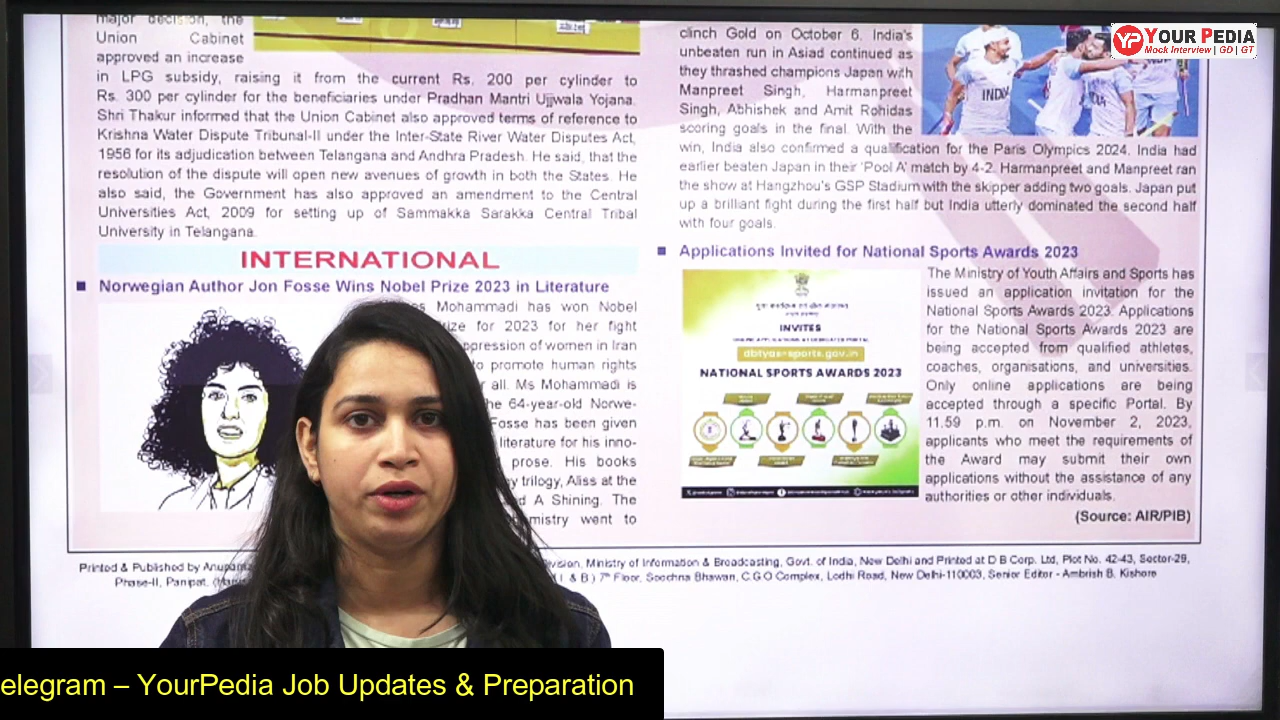 major decision, the
Union Cabinet
approved an increase
in LPG subsidy, raising it from the current Rs. 200 per cylinder to
Rs. 300 per cylinder for the beneficiaries under Pradhan Mantri Ujjwala Yojana.
Shri Thakur informed that the Union Cabinet also approved terms of reference to
Krishna Water Dispute Tribunal-II under the Inter-State River Water Disputes Act,
1956 for its adjudication between Telangana and Andhra Pradesh. He said, that the
resolution of the dispute will open new avenues of growth in both the States. He
also said, the Government has also approved an amendment to the Central
Universities Act, 2009 for setting up of Sammakka Sarakka Central Tribal
University in Telangana.
INTERNATIONAL
Norwegian Author Jon Fosse Wins Nobel Prize 2023 in Literature
Mohammadi has won Nobel
for 2023 for her fight
of women in Iran
to promote human rights
all. Ms Mohammadi is
64-year-old Norwe-
Fosse has been given
literature for his inno-
prose. His books
trilogy, Aliss at the
A Shining. The
went to
clinch Gold on October 6. India's
unbeaten run in Asiad continued as
they thrashed champions Japan with
Manpreet Singh, Harmanpreet
Singh, Abhishek and Amit Rohidas
scoring goals in the final. With the
win, India also confirmed a qualification for the Paris Olympics 2024. India had
earlier beaten Japan in their 'Pool A' match by 4-2. Harmanpreet and Manpreet ran
the show at Hangzhou's GSP Stadium with the skipper adding two goals. Japan put
up a brilliant fight during the first half but India utterly dominated the second half
with four goals.
INDIA
Applications Invited for National Sports Awards 2023
INVITES
dbtyas-sports.gov.in
NATIONAL SPORTS AWARDS 2023
The Ministry of Youth Affairs and Sports has
issued an application invitation for the
National Sports Awards 2023. Applications
for the National Sports Awards 2023 are
being accepted from qualified athletes,
coaches, organisations, and universities.
Only online applications are being
accepted through a specific Portal. By
11.59 p.m. on November 2, 2023,
applicants who meet the requirements of
the Award may submit their own
applications without the assistance of any
authorities or other individuals.
(Source: AIR/PIB)
Printed & Published by Ministry of Information & Broadcasting, Govt. of India, New Delhi and Printed at D B Corp. Ltd, Plot No. 42-43, Sector-29,
Phase-II, Panipat. & B) 7th Floor, Soochna Bhawan, C.G.O Complex, Lodhi Road, New Delhi-110003, Senior Editor - Ambrish B. Kishore
YP YOUR PEDIA
Mock Interview | GD | GT
elegram – YourPedia Job Updates & Preparation